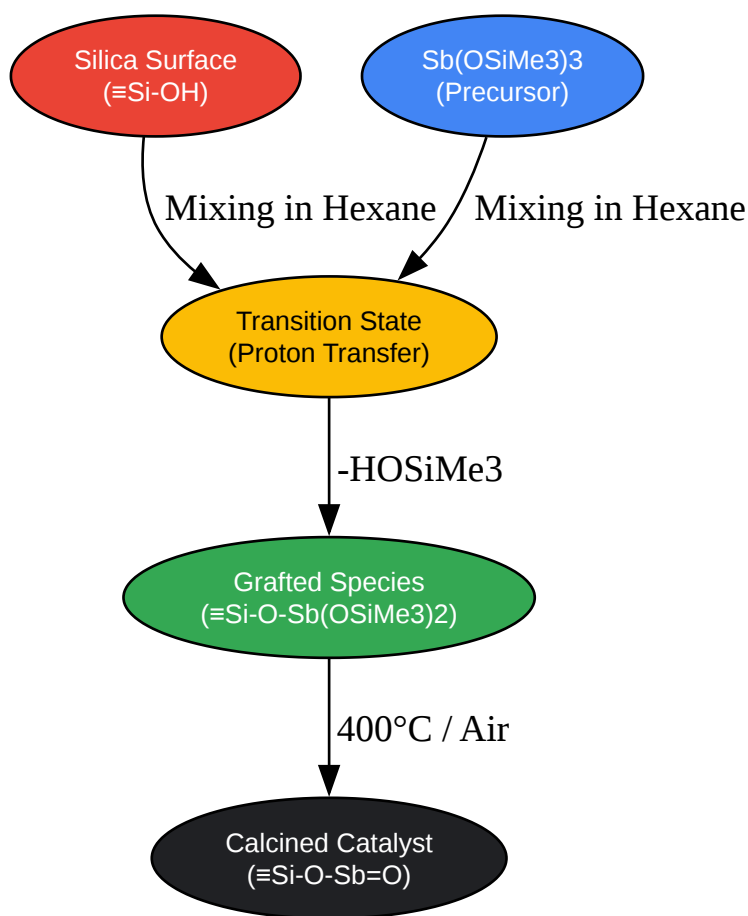 Silica Surface
(≡Si-OH)
Sb(OSiMe3)3
(Precursor)
Mixing in Hexane
Mixing in Hexane
Transition State
(Proton Transfer)
-HOSiMe3
Grafted Species
(≡Si-O-Sb(OSiMe3)2)
400°C / Air
Calcined Catalyst
(≡Si-O-Sb=O)